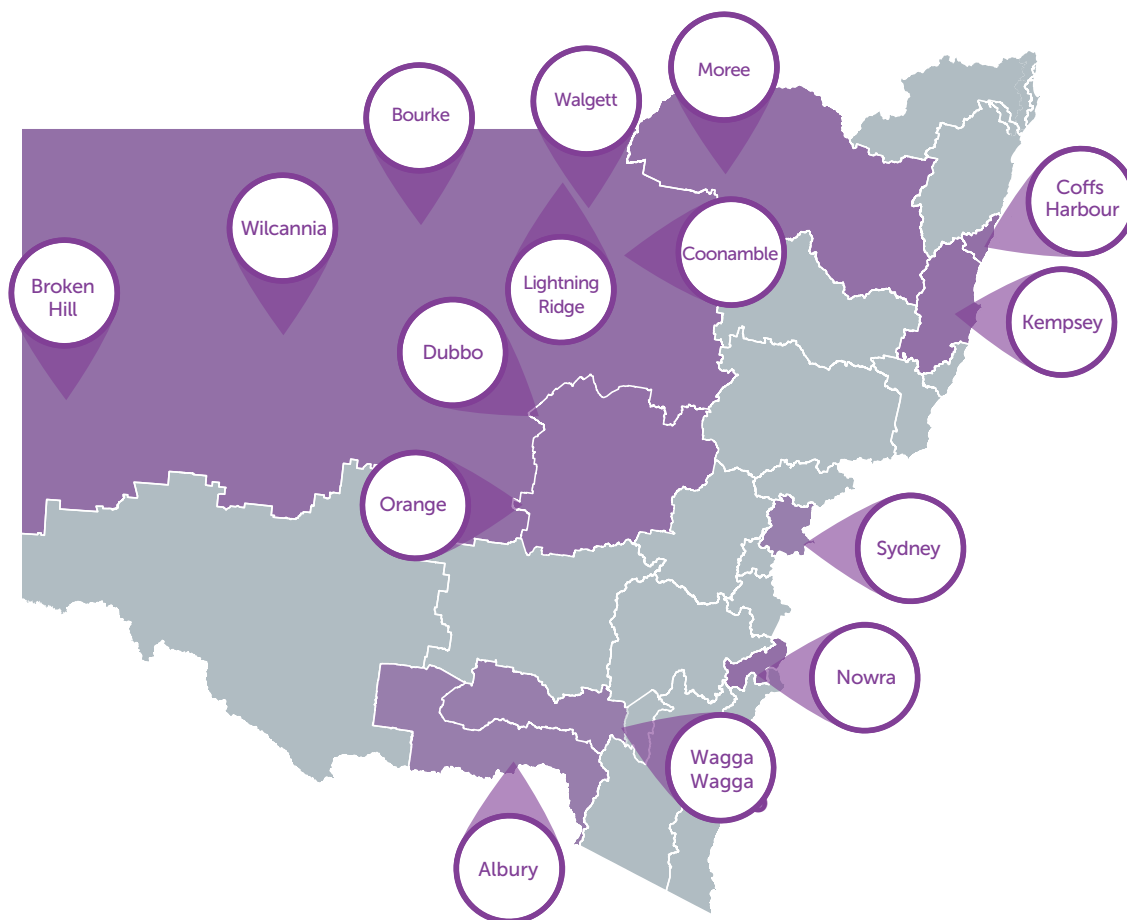 Moree
Walgett
Bourke
Coffs
Harbour
Wilcannia
Coonamble
Broken
Hill
Lightning
Ridge
Kempsey
Dubbo
Orange
Sydney
Nowra
Wagga
Wagga
Albury